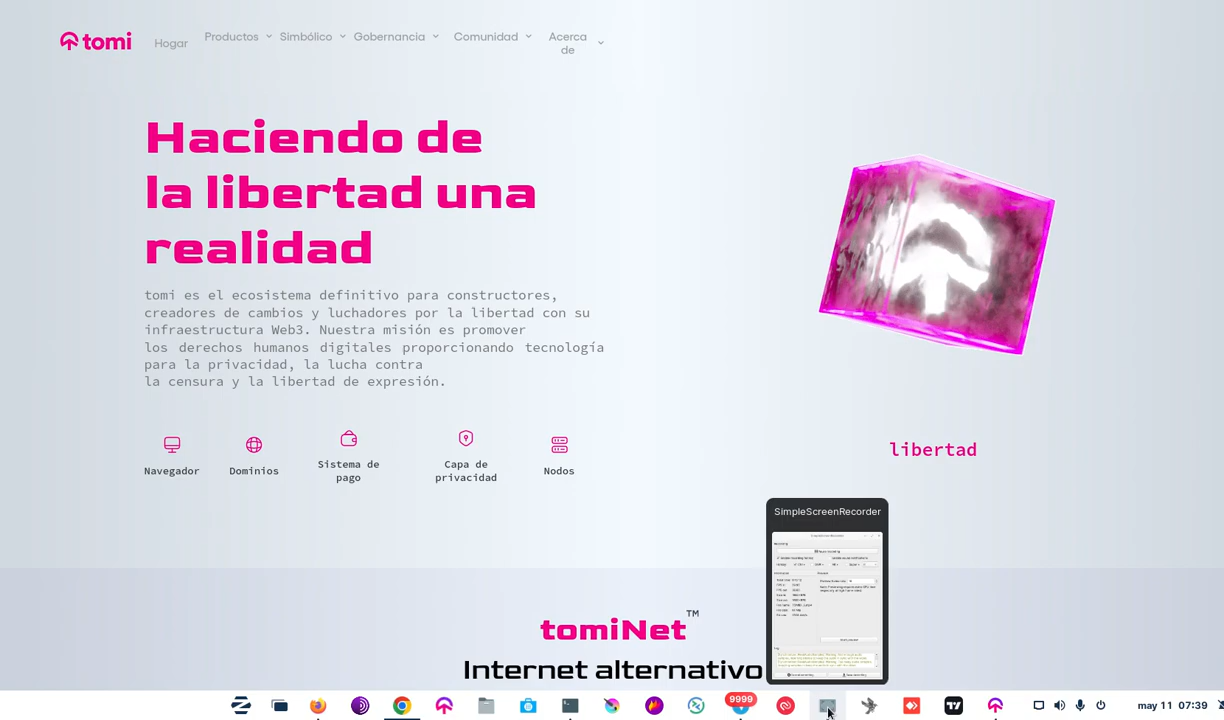 tomi
Hogar
Productos
Simbólico
Gobernancia
Comunidad
Acerca
de
Haciendo de
la libertad una
realidad
tomi es el ecosistema definitivo para constructores,
creadores de cambios y luchadores por la libertad con su
infraestructura Web3. Nuestra misión es promover
los derechos humanos digitales proporcionando tecnología
para la privacidad, la lucha contra
la censura y la libertad de expresión.
Navegador
Dominios
Sistema de
pago
Capa de
privacidad
Nodos
libertad
SimpleScreenRecorder
tomiNet™
Internet alternativo
9999
may 11 07:39